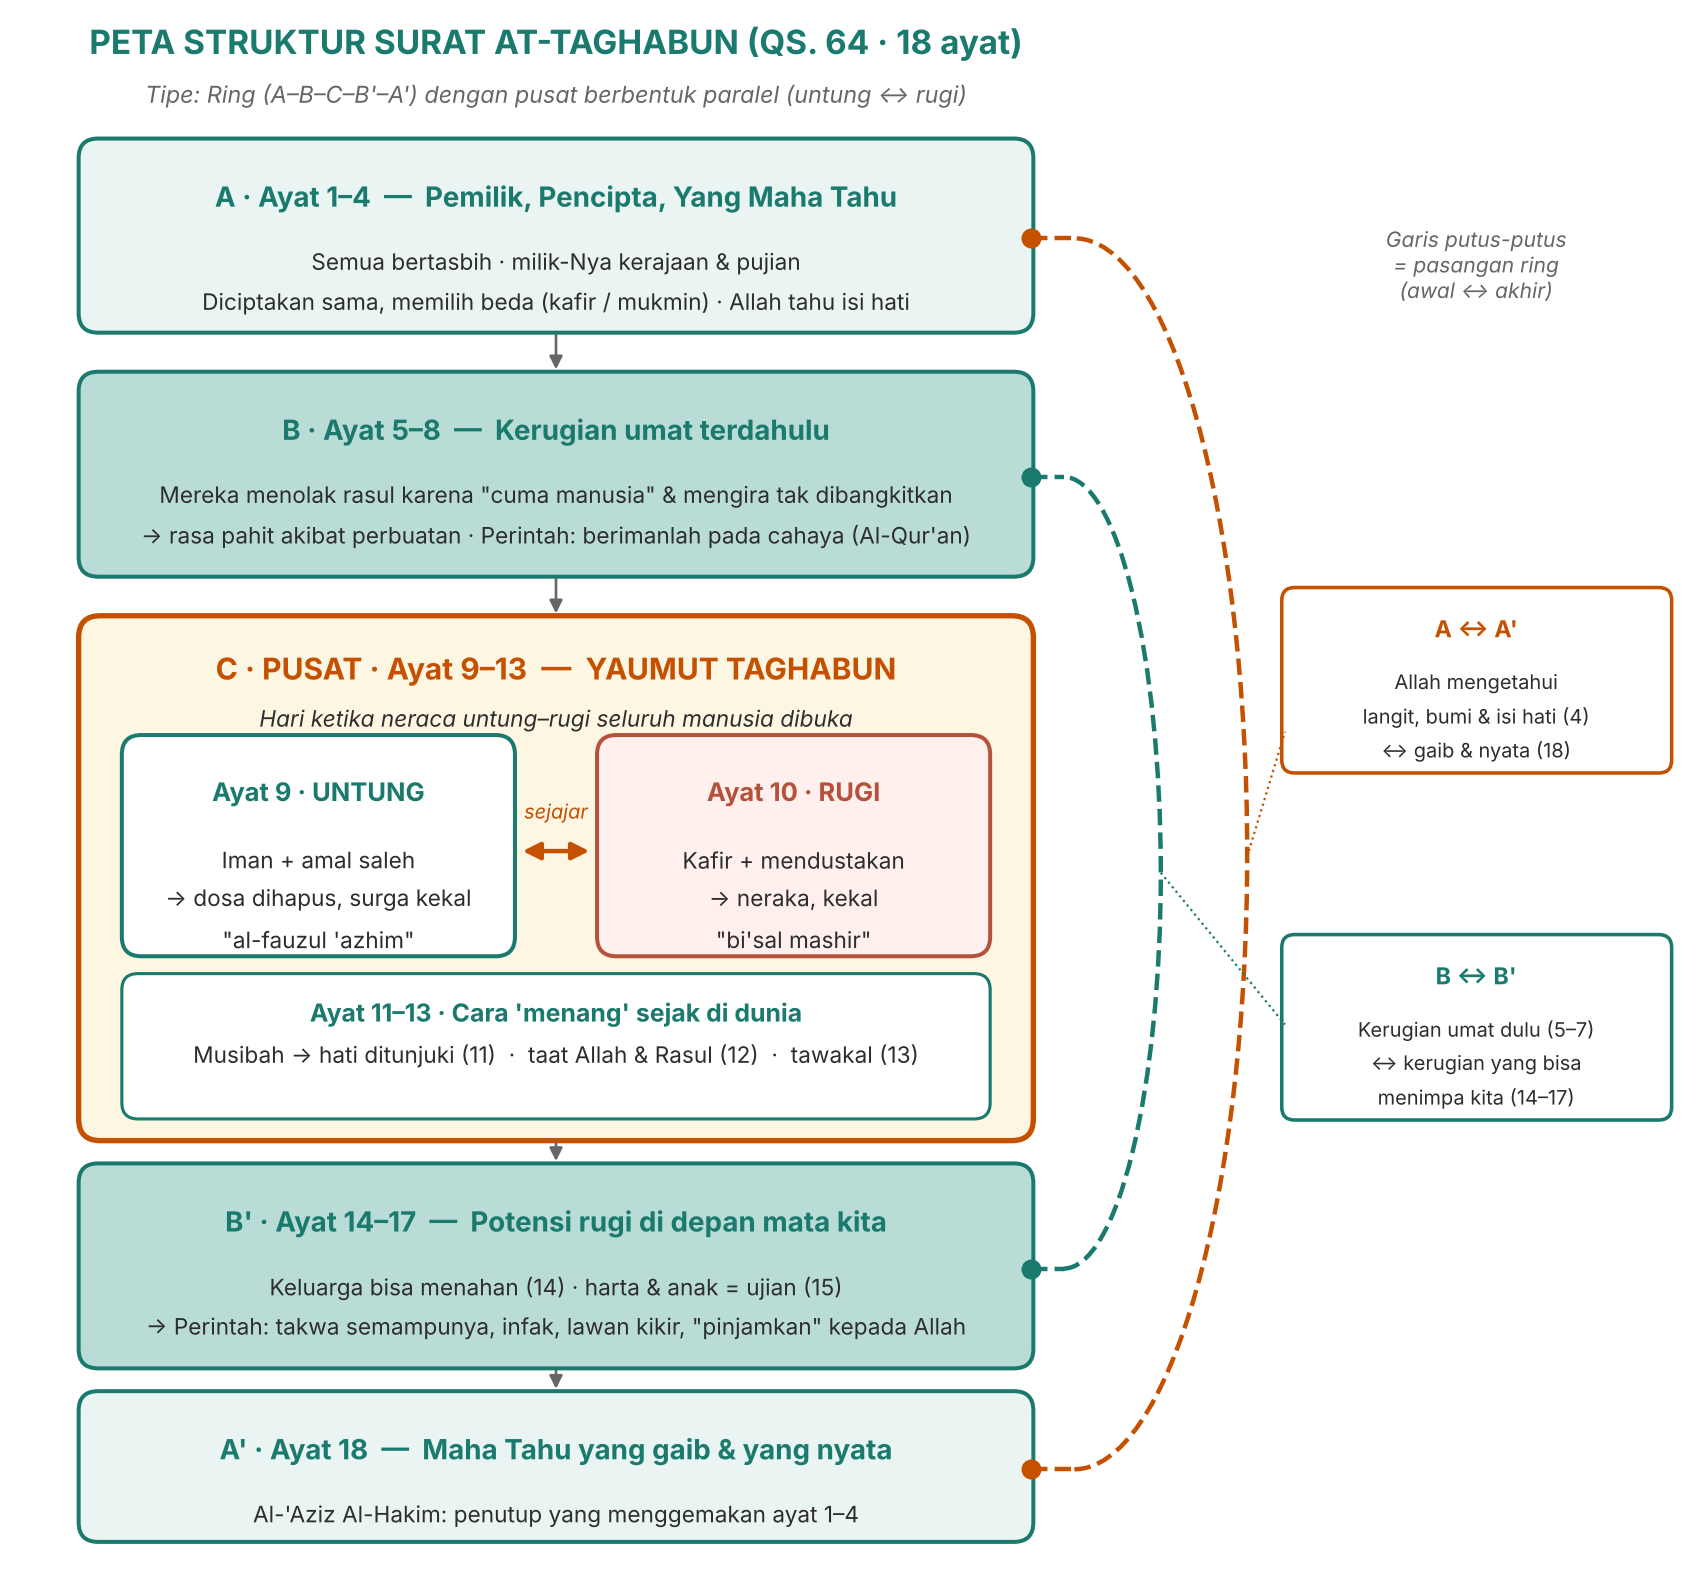 PETA STRUKTUR SURAT AT-TAGHABUN (QS. 64 · 18 ayat)
Tipe: Ring (A–B–C–B'–A') dengan pusat berbentuk paralel (untung ↔ rugi)
A · Ayat 1–4 — Pemilik, Pencipta, Yang Maha Tahu
Semua bertasbih · milik-Nya kerajaan & pujian
Diciptakan sama, memilih beda (kafir / mukmin) · Allah tahu isi hati
Garis putus-putus
= pasangan ring
(awal ↔ akhir)
B · Ayat 5–8 — Kerugian umat terdahulu
Mereka menolak rasul karena "cuma manusia" & mengira tak dibangkitkan
→ rasa pahit akibat perbuatan · Perintah: berimanlah pada cahaya (Al-Qur'an)
C · PUSAT · Ayat 9–13 — YAUMUT TAGHABUN
Hari ketika neraca untung–rugi seluruh manusia dibuka
Ayat 9 · UNTUNG
Iman + amal saleh
→ dosa dihapus, surga kekal
"al-fauzul 'azhim"
sejajar
Ayat 10 · RUGI
Kafir + mendustakan
→ neraka, kekal
"bi'sal mashir"
Ayat 11–13 · Cara 'menang' sejak di dunia
Musibah → hati ditunjuki (11) · taat Allah & Rasul (12) · tawakal (13)
A ↔ A'
Allah mengetahui
langit, bumi & isi hati (4)
↔ gaib & nyata (18)
B ↔ B'
Kerugian umat dulu (5–7)
↔ kerugian yang bisa
menimpa kita (14–17)
B' · Ayat 14–17 — Potensi rugi di depan mata kita
Keluarga bisa menahan (14) · harta & anak = ujian (15)
→ Perintah: takwa semampunya, infak, lawan kikir, "pinjamkan" kepada Allah
A' · Ayat 18 — Maha Tahu yang gaib & yang nyata
Al-'Aziz Al-Hakim: penutup yang menggemakan ayat 1–4